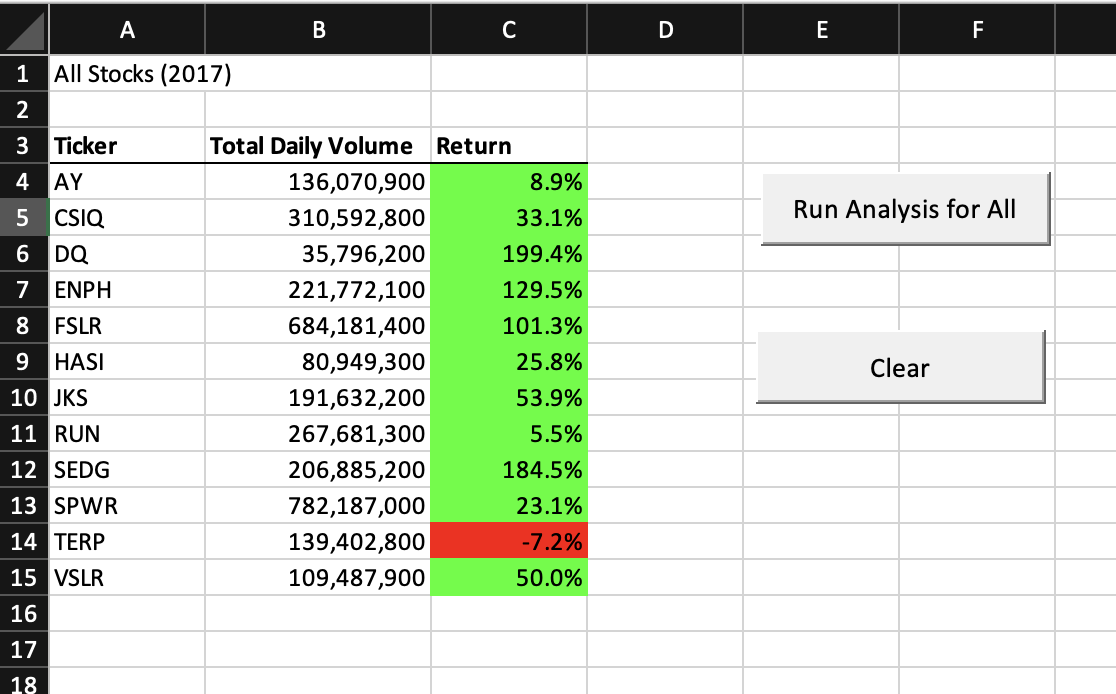 A B C D E F
1 All Stocks (2017)
2
3 Ticker Total Daily Volume Return
4 AY 136,070,900 8.9%
5 CSIQ 310,592,800 33.1%
6 DQ 35,796,200 199.4%
7 ENPH 221,772,100 129.5%
8 FSLR 684,181,400 101.3%
9 HASI 80,949,300 25.8%
10 JKS 191,632,200 53.9%
11 RUN 267,681,300 5.5%
12 SEDG 206,885,200 184.5%
13 SPWR 782,187,000 23.1%
14 TERP 139,402,800 -7.2%
15 VSLR 109,487,900 50.0%
16
17
18
Run Analysis for All
Clear